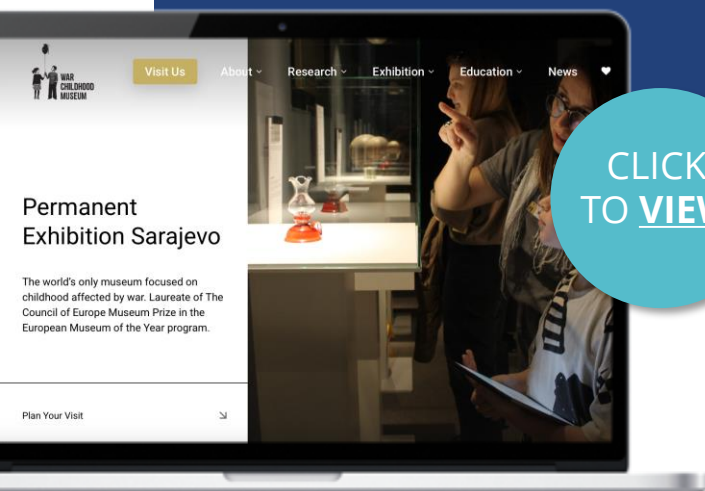 WAR
CHILDHOOD
MUSEUM
Visit Us
About
Research
Exhibition
Education
News
Permanent
Exhibition Sarajevo
The world's only museum focused on
childhood affected by war. Laureate of The
Council of Europe Museum Prize in the
European Museum of the Year program.
Plan Your Visit
CLICK
TO VIEW